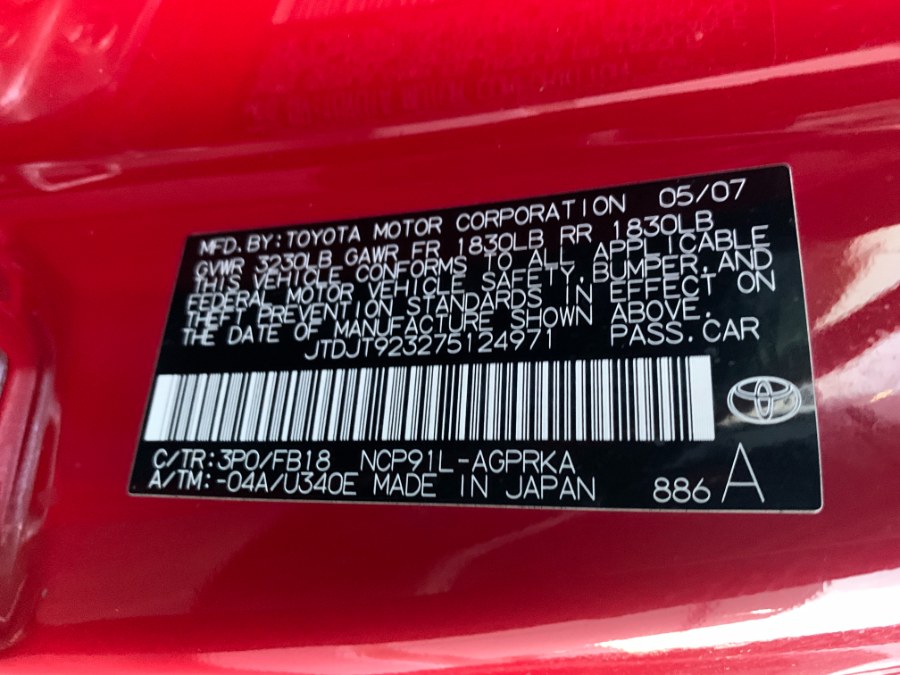 MFD. BY: TOYOTA MOTOR CORPORATION 05/07
GVWR 3230LB GAWR FR 1830LB RR 1830LB
THIS VEHICLE CONFORMS TO ALL APPLICABLE
FEDERAL MOTOR VEHICLE SAFETY, BUMPER, AND
THEFT PREVENTION STANDARDS IN EFFECT ON
THE DATE OF MANUFACTURE SHOWN ABOVE.
JTDJT923275124971 PASS. CAR
C/TR: 3P0/FB18 NCP91L-AGPRKA
A/TM: -04A/U340E MADE IN JAPAN 886 A